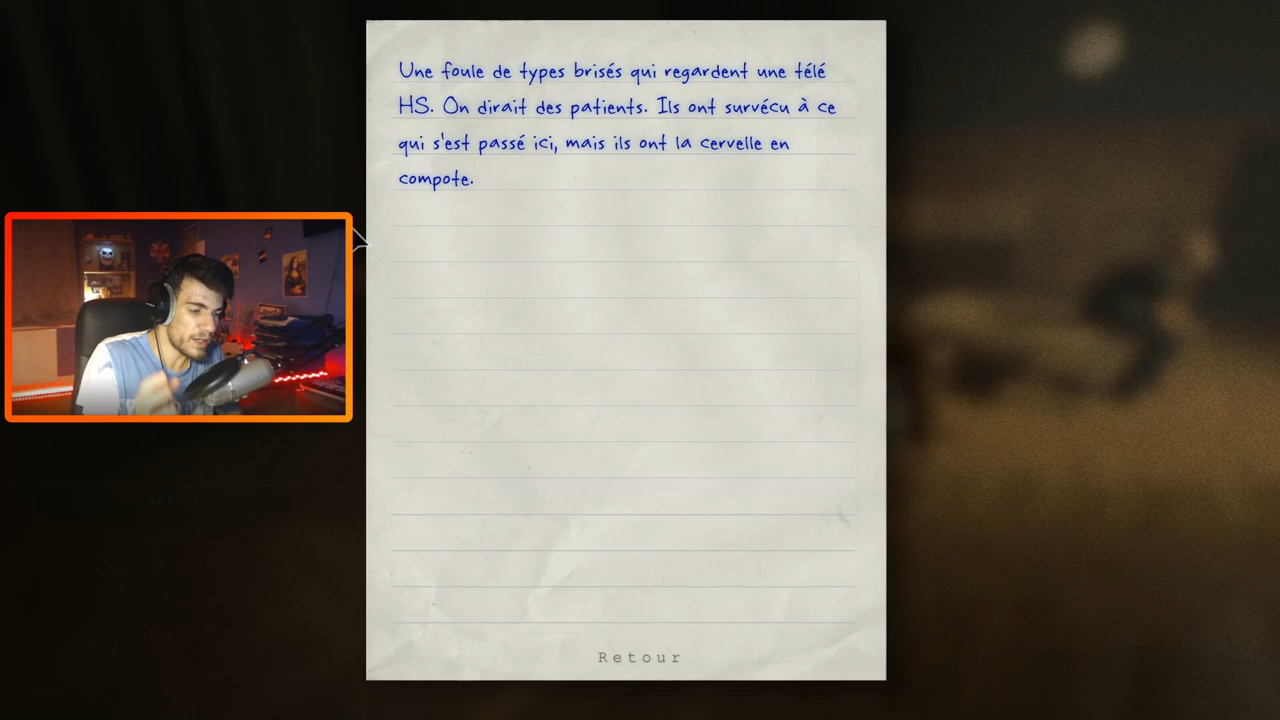 Une foule de types brisés qui regardent une télé
HS. On dirait des patients. Ils ont survécu à ce
qui s'est passé ici, mais ils ont la cervelle en
compote.
Retour